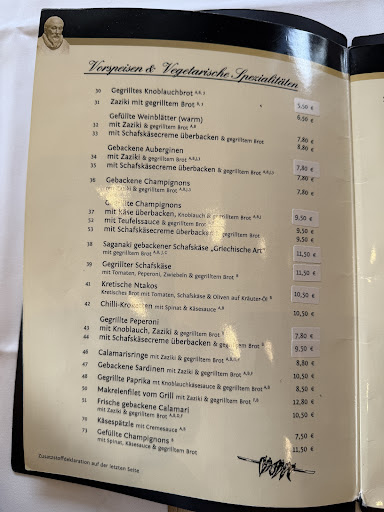 Vorspeisen & Vegetarische Spezialitäten
30 Gegrilltes Knoblauchbrot
31 Zaziki mit gegrilltem Brot 5,50 €
Gefüllte Weinblätter (warm) 6,50 €
32 mit Zaziki & gegrilltem Brot
33 mit Schafskäsecreme überbacken & gegrilltem Brot 7,80 €
8,80 €
Gebackene Auberginen
34 mit Zaziki & gegrilltem Brot
35 mit Schafskäsecreme überbacken & gegrilltem Brot 7,80 €
7,80 €
36 Gebackene Champignons
mit Zaziki & gegrilltem Brot 7,80 €
Gefüllte Champignons
37 mit Käse überbacken, Knoblauch & gegrilltem Brot 9,50 €
52 mit Teufelssauce & gegrilltem Brot 9,50 €
53 mit Schafskäsecreme überbacken & gegrilltem Brot 9,50 €
38 Saganaki gebackener Schafskäse „Griechische Art“
mit gegrilltem Brot 11,50 €
39 Gegrillter Schafskäse
mit Tomaten, Peperoni, Zwiebeln & gegrilltem Brot 11,50 €
41 Kretische Ntakos
Kretisches Brot mit Tomaten, Schafskäse & Oliven auf Kräuter-Öl 10,50 €
42 Chilli-Kroketten mit Spinat & Käsesauce 10,50 €
Gegrillte Peperoni
43 mit Knoblauch, Zaziki & gegrilltem Brot 7,80 €
44 mit Schafskäsecreme überbacken & gegrilltem Brot 9,50 €
46 Calamarisringe mit Zaziki & gegrilltem Brot 8,80 €
47 Gebackene Sardinen mit Zaziki & gegrilltem Brot 10,50 €
48 Gegrillte Paprika mit Knoblauchkäsesauce & gegrilltem Brot 8,50 €
50 Makrelenfilet vom Grill mit Zaziki & gegrilltem Brot 12,80 €
51 Frische gebackene Calamari
mit Zaziki & gegrilltem Brot 10,50 €
70 Käsespätzle mit Cremesauce 7,50 €
73 Gefüllte Champignons
mit Spinat, Käsesauce & gegrilltem Brot 11,50 €
Zusatzstoffdeklaration auf der letzten Seite